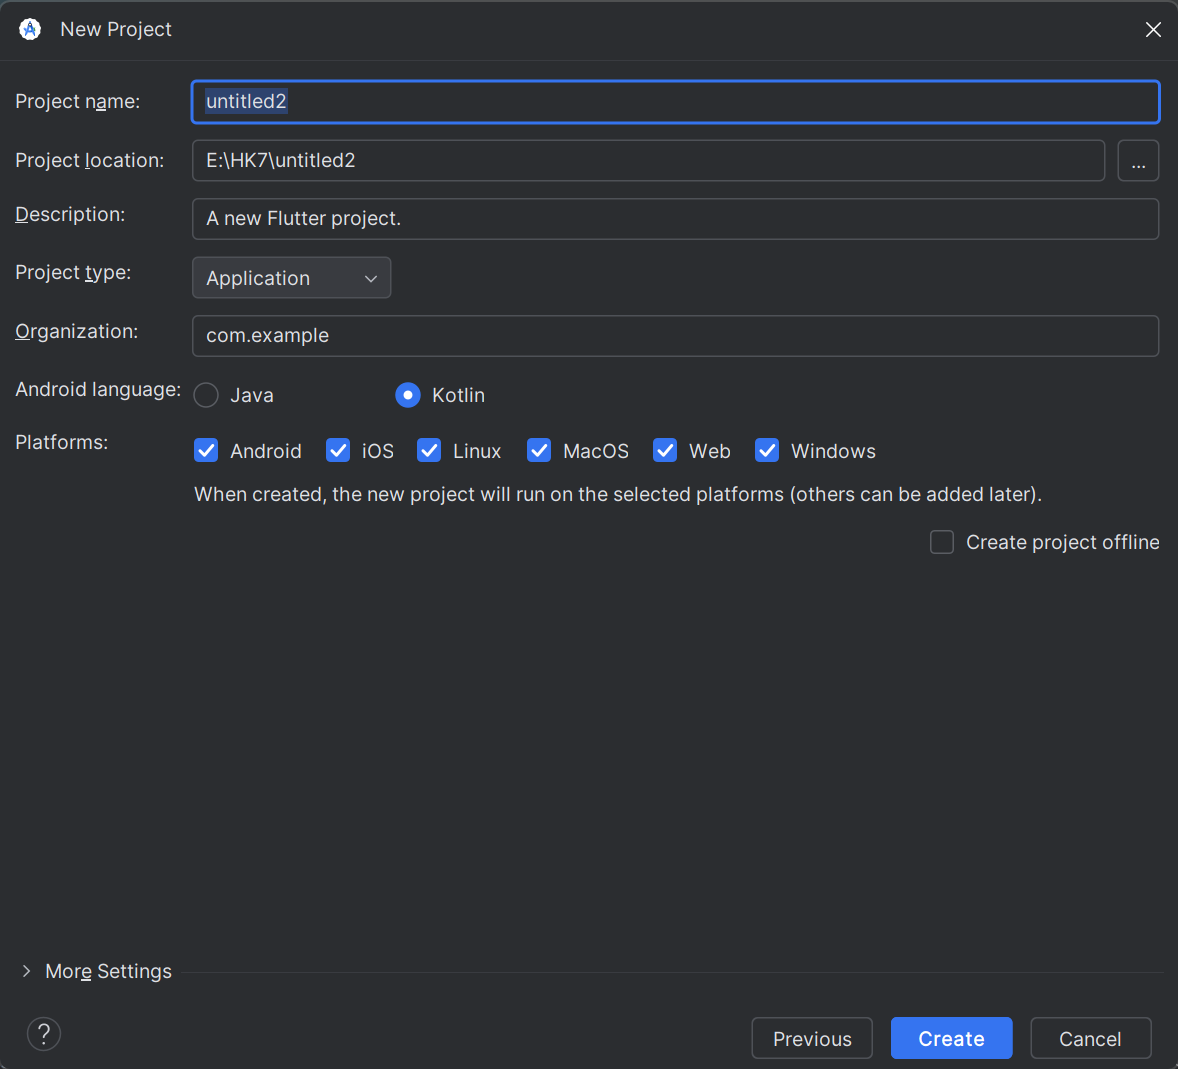 New Project
Project name: untitled2
Project location: E:\HK7\untitled2 ...
Description: A new Flutter project.
Project type: Application
Organization: com.example
Android language: Java Kotlin
Platforms: Android iOS Linux MacOS Web Windows
When created, the new project will run on the selected platforms (others can be added later).
Create project offline
More Settings
? Previous Create Cancel